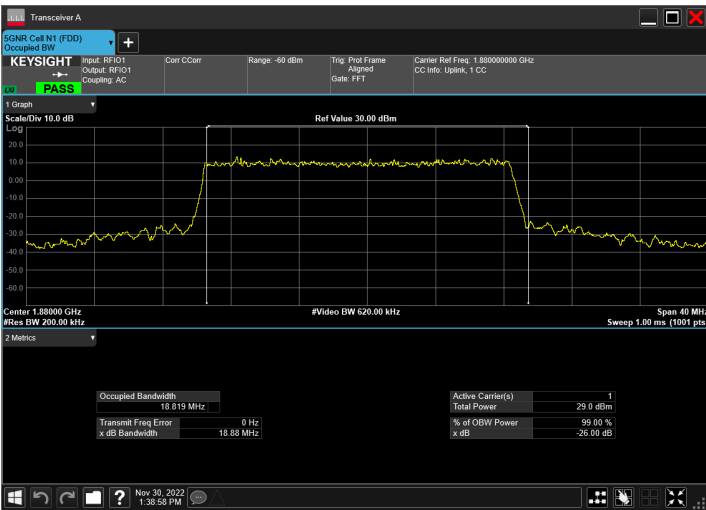 Transceiver A
5GNR Cell N1 (FDD)
Occupied BW
KEYSIGHT
Input: RFIO1
Output: RFIO1
Coupling: AC
Corr CCorr
Range: -60 dBm
Trig: Prot Frame
Aligned
Gate: FFT
Carrier Ref Freq: 1.880000000 GHz
CC Info: Uplink, 1 CC
LXI
PASS
1 Graph
Scale/Div 10.0 dB
Ref Value 30.00 dBm
Log
20.0
10.0
0.00
-10.0
-20.0
-30.0
-40.0
-50.0
-60.0
Center 1.88000 GHz
#Video BW 620.00 kHz
Span 40 MHz
#Res BW 200.00 kHz
Sweep 1.00 ms (1001 pts
2 Metrics
Occupied Bandwidth
18.819 MHz
Active Carrier(s) 1
Total Power 29.0 dBm
Transmit Freq Error 0 Hz
x dB Bandwidth 18.88 MHz
% of OBW Power 99.00 %
x dB -26.00 dB
?
Nov 30, 2022
1:38:58 PM